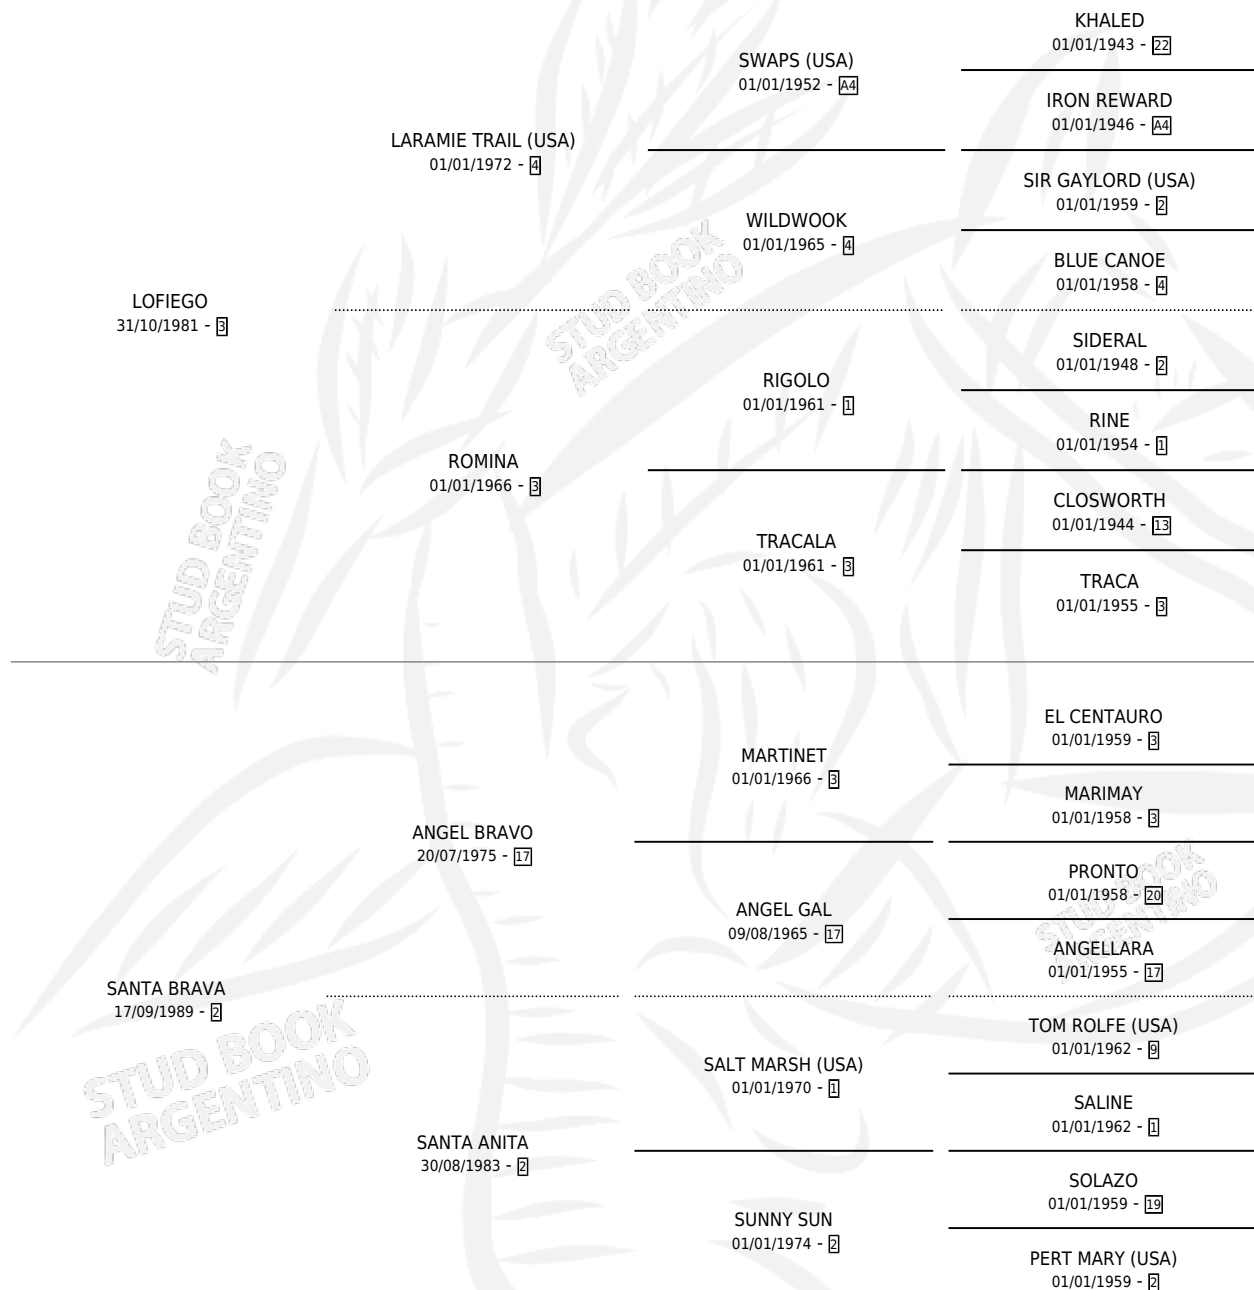 KHALED
01/01/1943 - 22
SWAPS (USA)
01/01/1952 - A4
IRON REWARD
01/01/1946 - A4
LARAMIE TRAIL (USA)
01/01/1972 - 4
SIR GAYLORD (USA)
01/01/1959 - 2
WILDWOOK
01/01/1965 - 4
BLUE CANOE
01/01/1958 - 4
LOFIEGO
31/10/1981 - 3
SIDERAL
01/01/1948 - 2
RIGOLO
01/01/1961 - 1
RINE
01/01/1954 - 1
ROMINA
01/01/1966 - 3
CLOSWORTH
01/01/1944 - 13
TRACALA
01/01/1961 - 3
TRACA
01/01/1955 - 3
STUD BOOK
ARGENTINO
STUD BOOK
ARGENTINO
EL CENTAURO
01/01/1959 - 3
MARTINET
01/01/1966 - 3
MARIMAY
01/01/1958 - 3
ANGEL BRAVO
20/07/1975 - 17
PRONTO
01/01/1958 - 20
ANGEL GAL
09/08/1965 - 17
ANGELLARA
01/01/1955 - 17
STUD BOOK
ARGENTINO
SANTA BRAVA
17/09/1989 - 2
TOM ROLFE (USA)
01/01/1962 - 9
SALT MARSH (USA)
01/01/1970 - 1
SALINE
01/01/1962 - 1
SANTA ANITA
30/08/1983 - 2
SOLAZO
01/01/1959 - 19
SUNNY SUN
01/01/1974 - 2
PERT MARY (USA)
01/01/1959 - 2
STUD BOOK
ARGENTINO